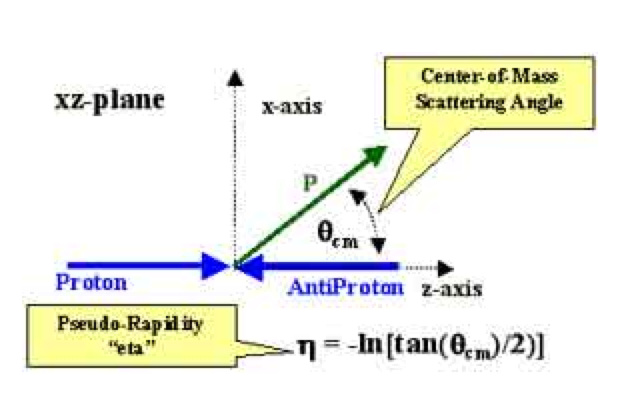 xz-plane
x-axis
Center-of-Mass
Scattering Angle
P
θcm
Proton
AntiProton
z-axis
Pseudo-Rapidity
“eta”
η = -ln[tan(θcm)/2)]